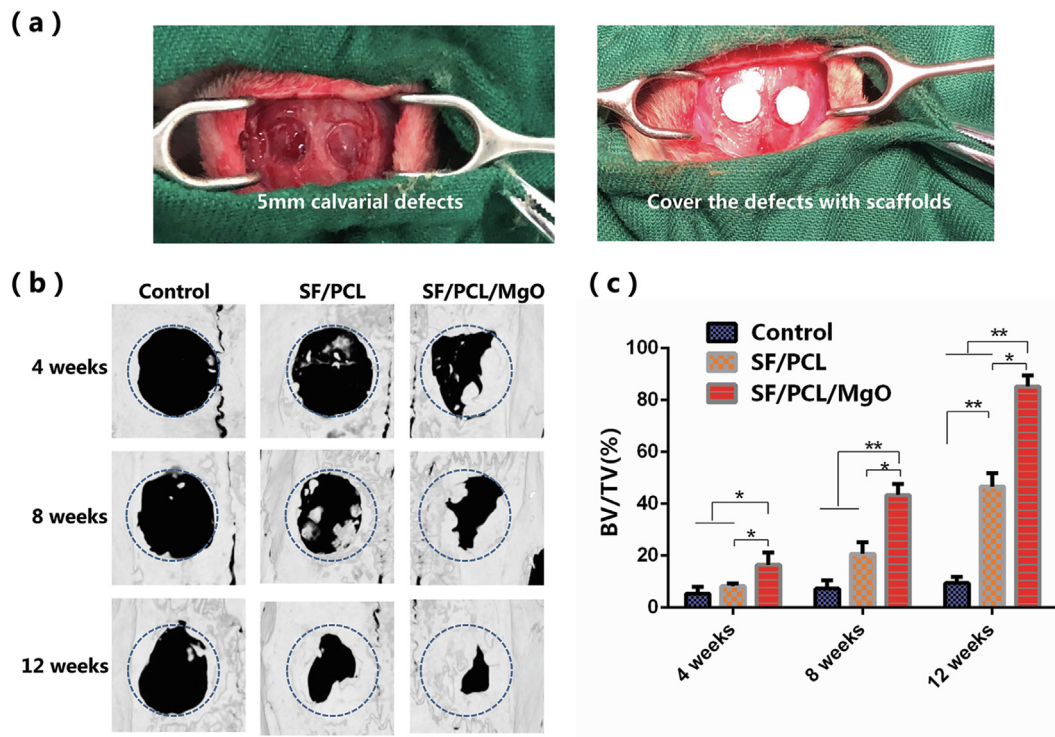 ( a )
5mm calvarial defects
Cover the defects with scaffolds
( b )
Control SF/PCL SF/PCL/MgO
4 weeks
8 weeks
12 weeks
( c )
Control
SF/PCL
SF/PCL/MgO
BV/TV(%)
100
80
60
40
20
0
** 
*
**
**
*
*
*
4 weeks
8 weeks
12 weeks